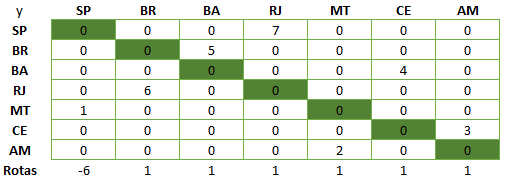 y SP BR BA RJ MT CE AM
SP 0 0 0 7 0 0 0
BR 0 0 5 0 0 0 0
BA 0 0 0 0 0 4 0
RJ 0 6 0 0 0 0 0
MT 1 0 0 0 0 0 0
CE 0 0 0 0 0 0 3
AM 0 0 0 0 2 0 0
Rotas -6 1 1 1 1 1 1